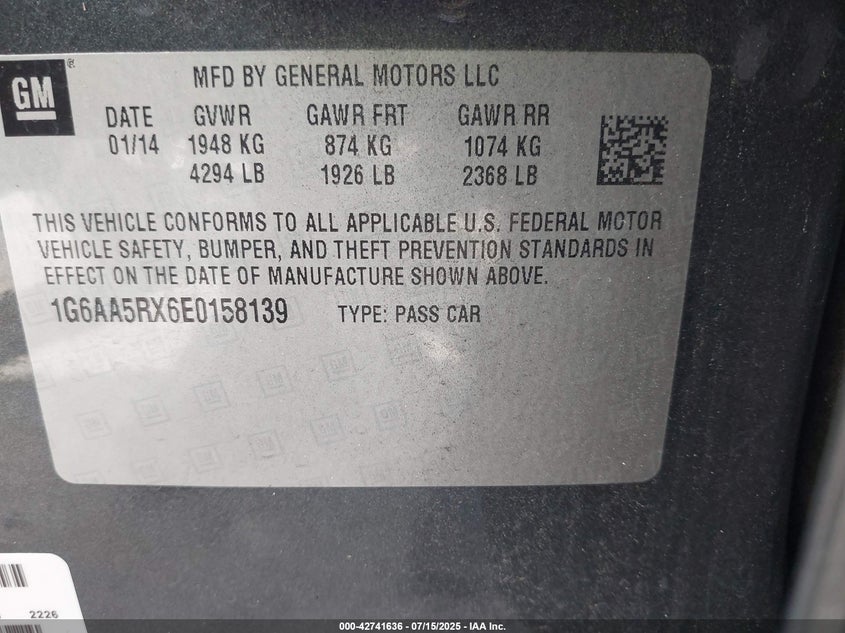 GM®
MFD BY GENERAL MOTORS LLC
DATE GVWR GAWR FRT GAWR RR
01/14 1948 KG 874 KG 1074 KG
4294 LB 1926 LB 2368 LB
THIS VEHICLE CONFORMS TO ALL APPLICABLE U.S. FEDERAL MOTOR
VEHICLE SAFETY, BUMPER, AND THEFT PREVENTION STANDARDS IN
EFFECT ON THE DATE OF MANUFACTURE SHOWN ABOVE.
1G6AA5RX6E0158139 TYPE: PASS CAR
2226
000-42741636 - 07/15/2025 - IAA Inc.